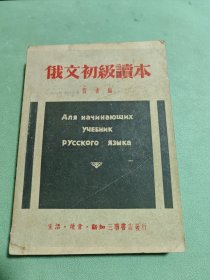 俄文初級讀本
編
Для начинающих
учебник
русского языка
生活·讀書·新知三聯書店發行